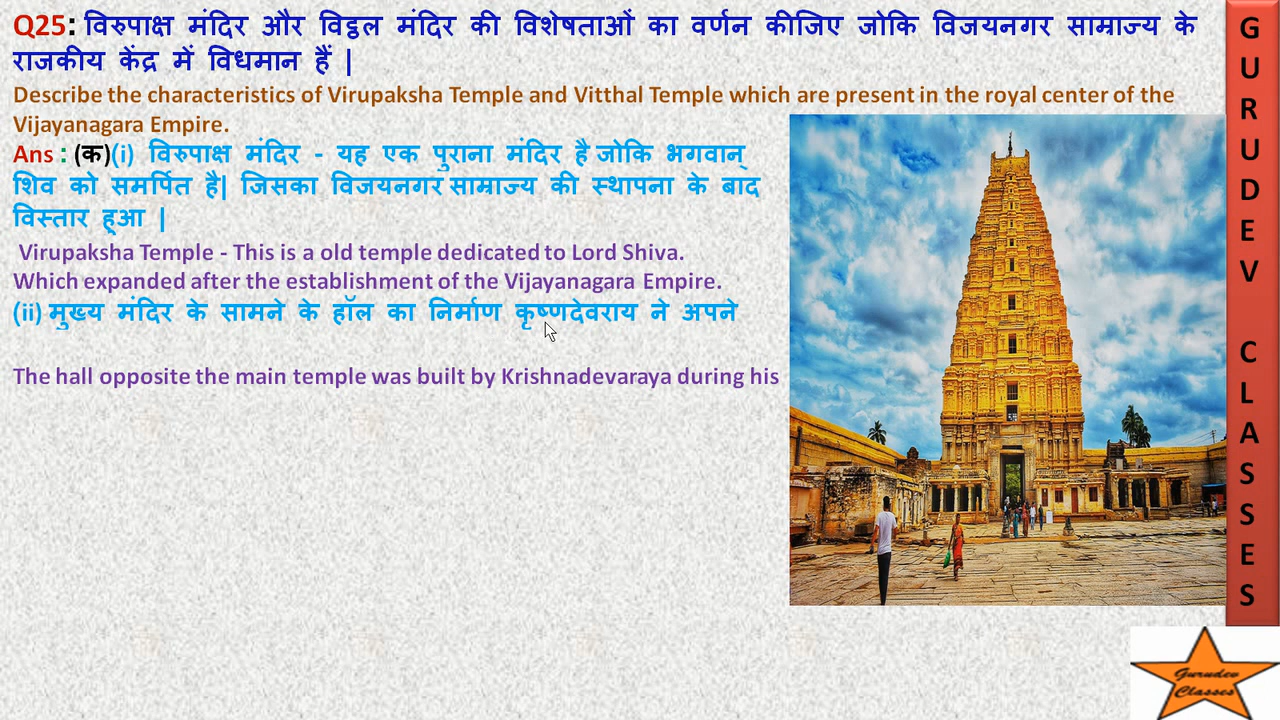 Q25: विरुपाक्ष मंदिर और विट्ठल मंदिर की विशेषताओं का वर्णन कीजिए जोकि विजयनगर साम्राज्य के
राजकीय केंद्र में विधमान हैं |
Describe the characteristics of Virupaksha Temple and Vitthal Temple which are present in the royal center of the
Vijayanagara Empire.
Ans : (क)(i) विरुपाक्ष मंदिर - यह एक पुराना मंदिर है जोकि भगवान्
शिव को समर्पित है| जिसका विजयनगर साम्राज्य की स्थापना के बाद
विस्तार हुआ |
Virupaksha Temple - This is a old temple dedicated to Lord Shiva.
Which expanded after the establishment of the Vijayanagara Empire.
(ii) मुख्य मंदिर के सामने के हॉल का निर्माण कृष्णदेवराय ने अपने
The hall opposite the main temple was built by Krishnadevaraya during his
GURUDEV CLASSES
Gurudev
Classes